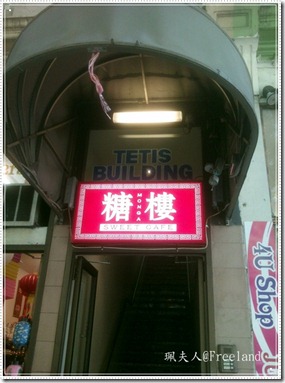 TETIS
BUILDING
糖樓
MONGA
SWEET CAFE
4U Shop
珮夫人@Freeland